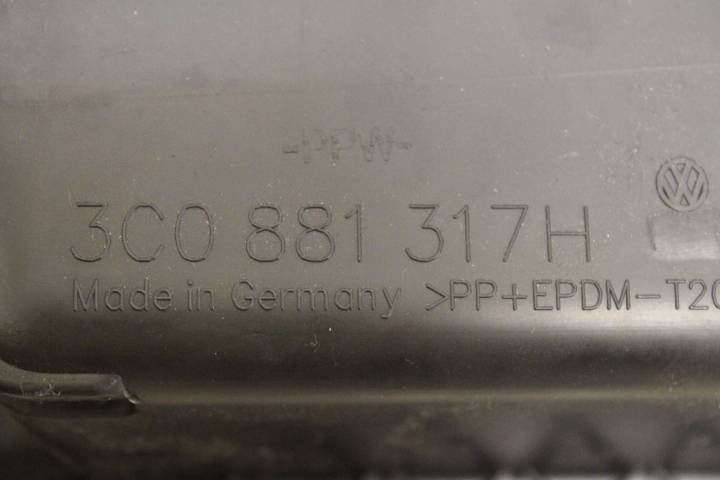 3C0 881 317H
Made in Germany >PP+EPDM-T20